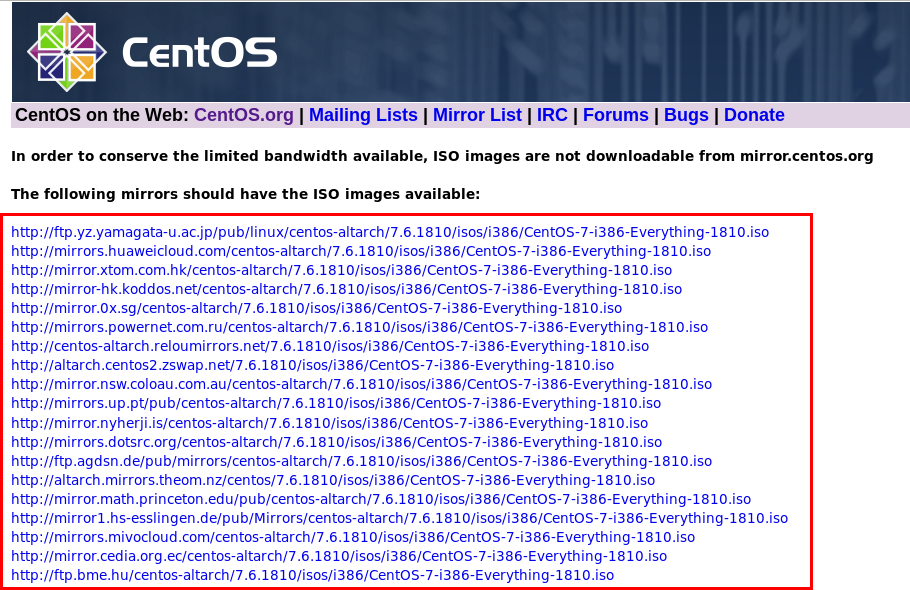 CentOS
CentOS on the Web: CentOS.org | Mailing Lists | Mirror List | IRC | Forums | Bugs | Donate
In order to conserve the limited bandwidth available, ISO images are not downloadable from mirror.centos.org
The following mirrors should have the ISO images available:
http://ftp.yz.yamagata-u.ac.jp/pub/linux/centos-altarch/7.6.1810/isos/i386/CentOS-7-i386-Everything-1810.iso
http://mirrors.huaweicloud.com/centos-altarch/7.6.1810/isos/i386/CentOS-7-i386-Everything-1810.iso
http://mirror.xtom.com.hk/centos-altarch/7.6.1810/isos/i386/CentOS-7-i386-Everything-1810.iso
http://mirror-hk.koddos.net/centos-altarch/7.6.1810/isos/i386/CentOS-7-i386-Everything-1810.iso
http://mirror.0x.sg/centos-altarch/7.6.1810/isos/i386/CentOS-7-i386-Everything-1810.iso
http://mirrors.powernet.com.ru/centos-altarch/7.6.1810/isos/i386/CentOS-7-i386-Everything-1810.iso
http://centos-altarch.reloumirrors.net/7.6.1810/isos/i386/CentOS-7-i386-Everything-1810.iso
http://altarch.centos2.zswap.net/7.6.1810/isos/i386/CentOS-7-i386-Everything-1810.iso
http://mirror.nsw.coloau.com.au/centos-altarch/7.6.1810/isos/i386/CentOS-7-i386-Everything-1810.iso
http://mirrors.up.pt/pub/centos-altarch/7.6.1810/isos/i386/CentOS-7-i386-Everything-1810.iso
http://mirror.nyherji.is/centos-altarch/7.6.1810/isos/i386/CentOS-7-i386-Everything-1810.iso
http://mirrors.dotsrc.org/centos-altarch/7.6.1810/isos/i386/CentOS-7-i386-Everything-1810.iso
http://ftp.agdsn.de/pub/mirrors/centos-altarch/7.6.1810/isos/i386/CentOS-7-i386-Everything-1810.iso
http://altarch.mirrors.theom.nz/centos/7.6.1810/isos/i386/CentOS-7-i386-Everything-1810.iso
http://mirror.math.princeton.edu/pub/centos-altarch/7.6.1810/isos/i386/CentOS-7-i386-Everything-1810.iso
http://mirror1.hs-esslingen.de/pub/Mirrors/centos-altarch/7.6.1810/isos/i386/CentOS-7-i386-Everything-1810.iso
http://mirrors.mivocloud.com/centos-altarch/7.6.1810/isos/i386/CentOS-7-i386-Everything-1810.iso
http://mirror.cedia.org.ec/centos-altarch/7.6.1810/isos/i386/CentOS-7-i386-Everything-1810.iso
http://ftp.bme.hu/centos-altarch/7.6.1810/isos/i386/CentOS-7-i386-Everything-1810.iso